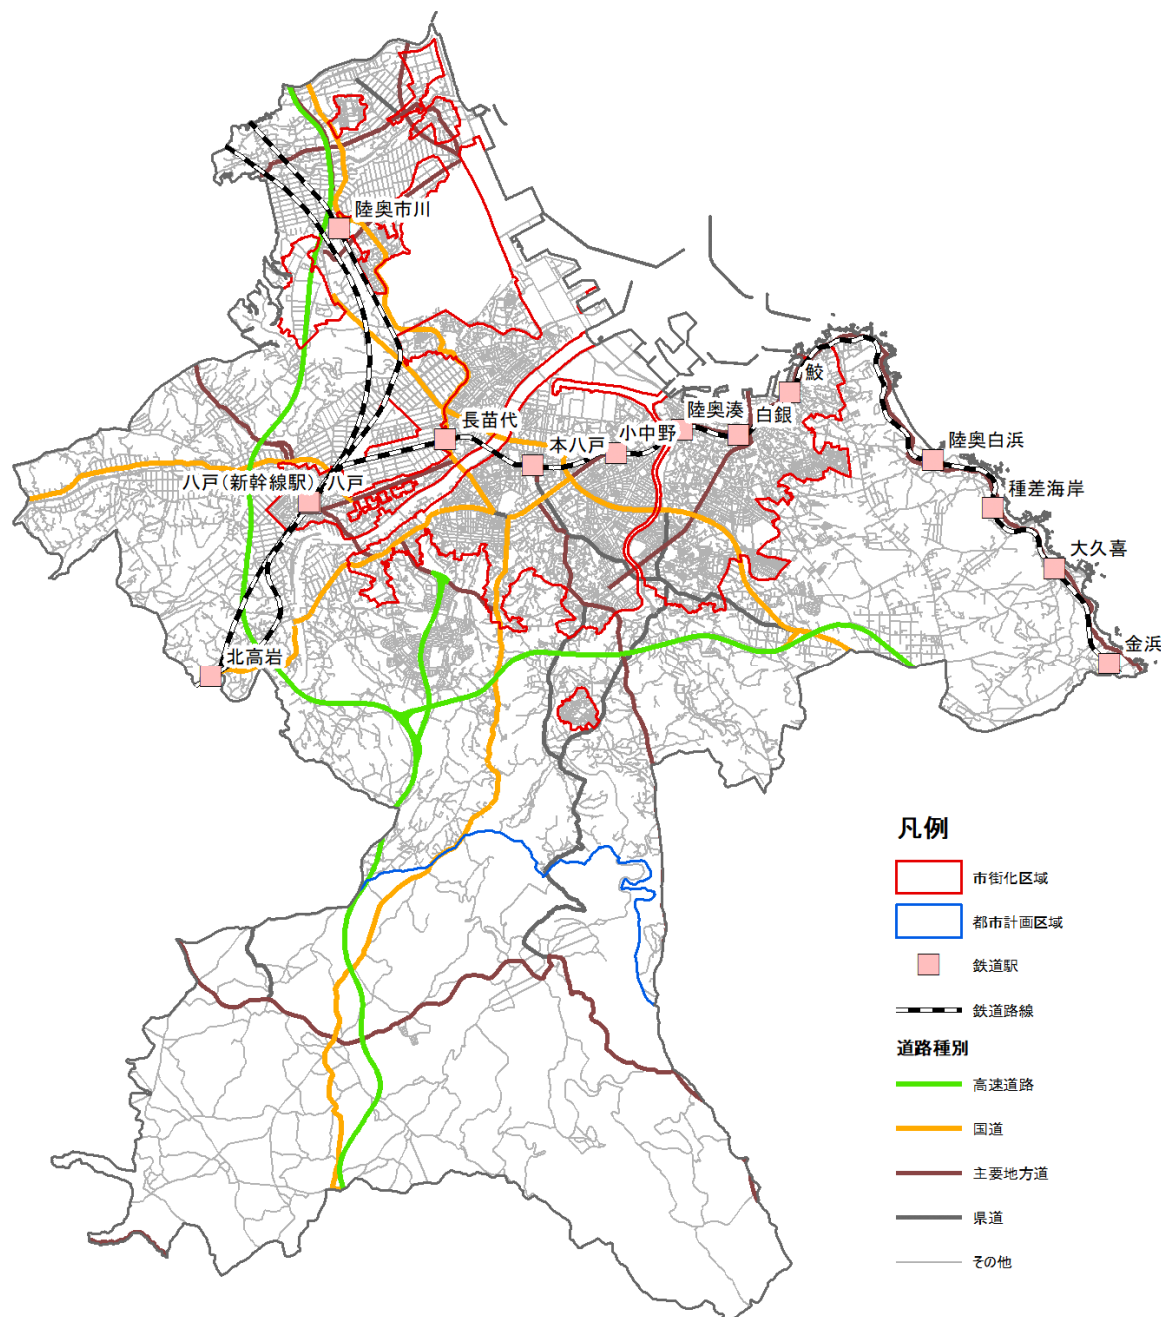 陸奥市川
鮫
長苗代
陸奥湊
白銀
小中野
本八戸
陸奥白浜
八戸(新幹線駅)
八戸
種差海岸
大久喜
金浜
北高岩
凡例
市街化区域
都市計画区域
鉄道駅
鉄道路線
道路種別
高速道路
国道
主要地方道
県道
その他